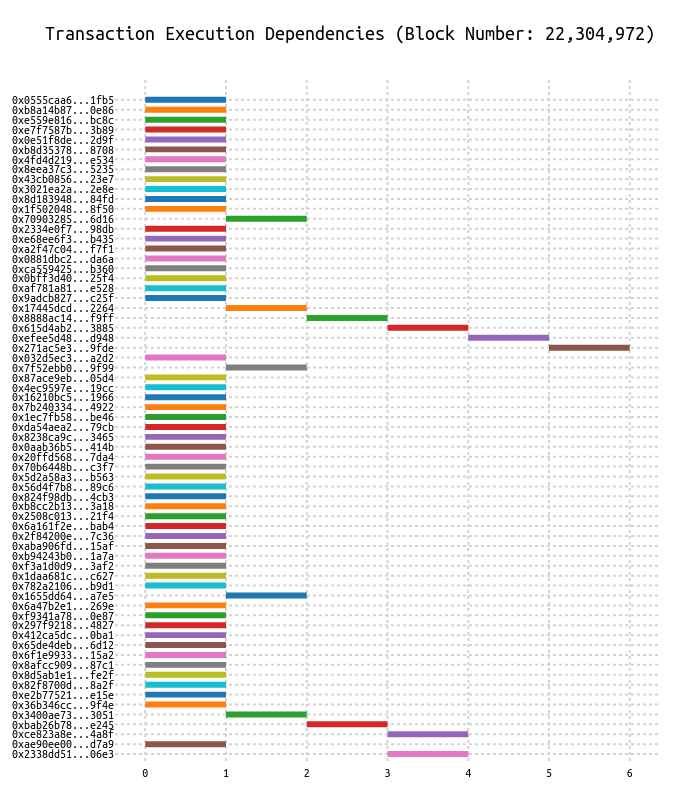 Transaction Execution Dependencies (Block Number: 22,304,972)
0x0555caa6...1fb5
0xb8a14b87...0e86
0xe559e816...bc8c
0xe7f7587b...3b89
0x0e51f8de...2d9f
0xb8d35378...8708
0x4fd4d219...e534
0x8eea37c3...5235
0x43cb0856...23e7
0x3021ea2a...2e8e
0x8d183948...84fd
0x1f502048...8f50
0x70903285...6d16
0x2334e0f7...98db
0xe68ee6f3...b435
0xa2f47c04...f7f1
0x0881dbc2...da6a
0xca559425...b360
0x0bff3d40...25f4
0xaf781a81...e528
0x9adcb827...c25f
0x17445dcd...2264
0x8888ac14...f9ff
0x615d4ab2...3885
0xefee5d48...d948
0x271ac5e3...9fde
0x032d5ec3...a2d2
0x7f52ebb0...9f99
0x87ace9eb...05d4
0x4ec9597e...19cc
0x16210bc5...1966
0x7b240334...4922
0x1ec7fb58...be46
0xda54aea2...79cb
0x8238ca9c...3465
0x0aab36b5...414b
0x20ffd568...7da4
0x70b6448b...c3f7
0x5d2a58a3...b563
0x56d4f7b8...89c6
0x824f98db...4cb3
0xb8cc2b13...3a18
0x2508c013...21f4
0x6a161f2e...bab4
0x2f84200e...7c36
0xaba906fd...15af
0xb94243b0...1a7a
0xf3a1d0d9...3af2
0x1daa681c...c627
0x782a2106...b9d1
0x1655dd64...a7e5
0x6a47b2e1...269e
0xf9341a78...0e87
0x297f9218...4827
0x412ca5dc...0ba1
0x65de4deb...6d12
0x6f1e9933...15a2
0x8afcc909...87c1
0x8d5ab1e1...fe2f
0x82f8700d...8a2f
0xe2b77521...e15e
0x36b346cc...9f4e
0x3400ae73...3051
0xbab26b78...e245
0xce823a8e...4a8f
0xae90ee00...d7a9
0x2338dd51...06e3
0 1 2 3 4 5 6